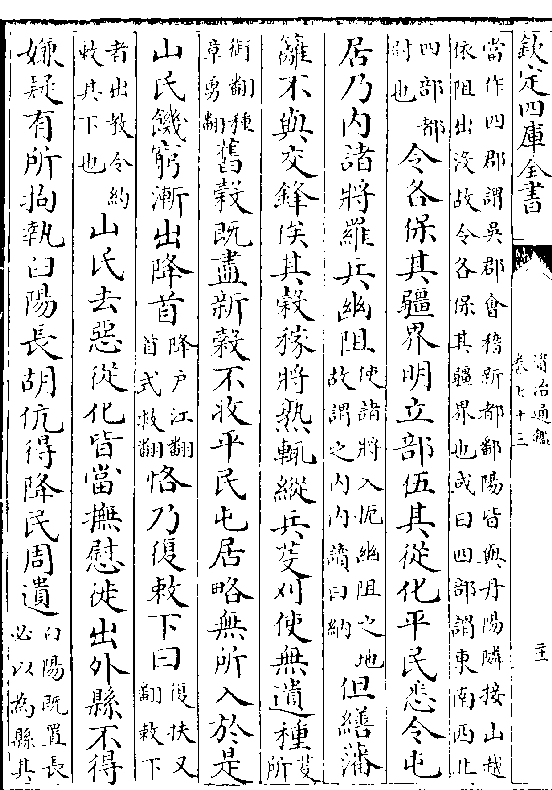 欽定四庫全書
資治通鑑
卷七十三
二十三
當作四郡謂吳郡會稽新都鄱陽皆與丹陽隣接山越
依阻出沒故令各保其疆界也或曰四部謂東南西北
四部都
尉也
令各保其疆界明立部伍其從化平民悉令屯
居乃內諸將羅兵幽阻
使諸將入阨幽阻之地
故謂之內內讀曰納
但繕藩
籬不與交鋒俟其穀稼將熟輒縱兵芟刈使無遺種
芟
所
銜翻種
章勇翻
舊穀既盡新穀不收平民屯居略無所入於是
山民饑窮漸出降首
降戶江翻
首式救翻
恪乃復敕下曰
復扶又
翻敕下
者出教令約
敕其下也
山民去惡從化皆當撫慰徙出外縣不得
嫌疑有所拘執臼陽長胡伉得降民周遺
臼陽既置長
必以為縣其